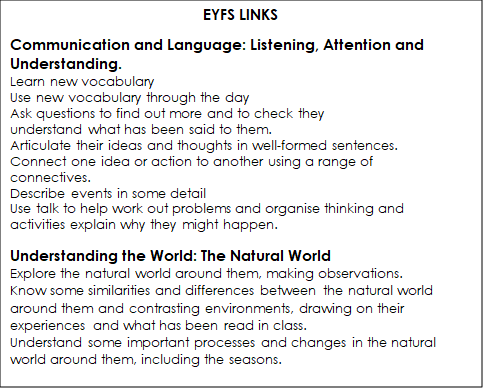 EYFS LINKS
Communication and Language: Listening, Attention and
Understanding.
Learn new vocabulary
Use new vocabulary through the day
Ask questions to find out more and to check they
understand what has been said to them.
Articulate their ideas and thoughts in well-formed sentences.
Connect one idea or action to another using a range of
connectives.
Describe events in some detail
Use talk to help work out problems and organise thinking and
activities explain why they might happen.
Understanding the World: The Natural World
Explore the natural world around them, making observations.
Know some similarities and differences between the natural world
around them and contrasting environments, drawing on their
experiences and what has been read in class.
Understand some important processes and changes in the natural
world around them, including the seasons.